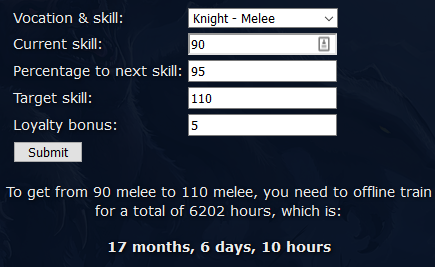 Vocation & skill: Knight - Melee
Current skill: 90
Percentage to next skill: 95
Target skill: 110
Loyalty bonus: 5
Submit
To get from 90 melee to 110 melee, you need to offline train
for a total of 6202 hours, which is:
17 months, 6 days, 10 hours